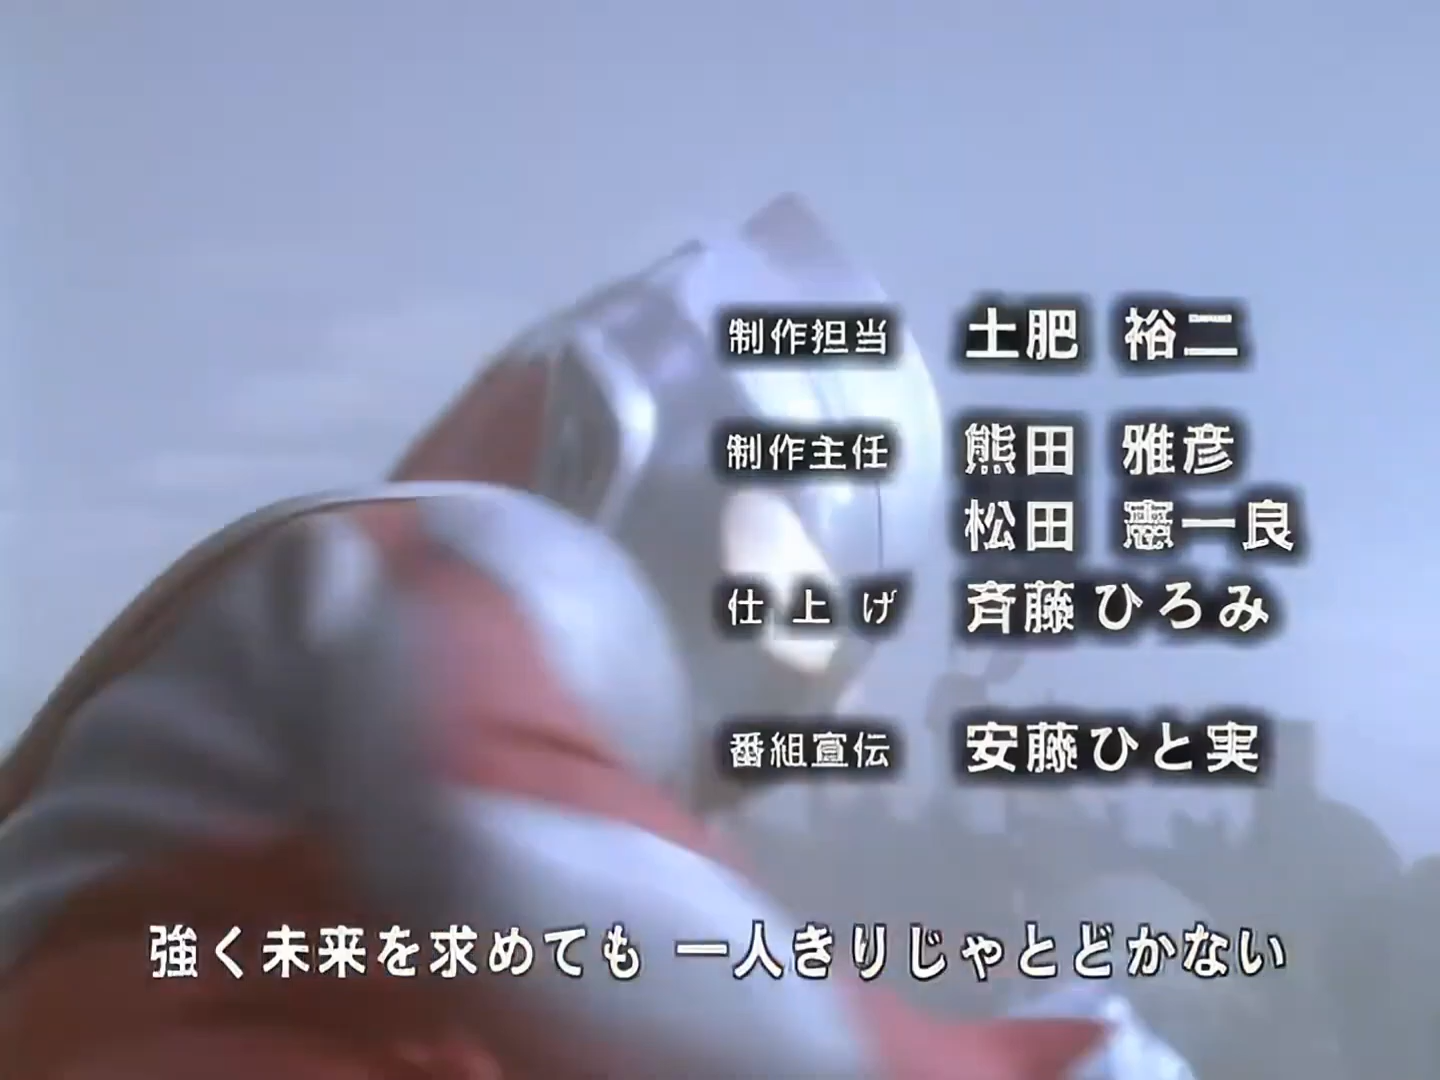 制作担当 土肥 裕二
制作主任 熊田 雅彦
松田 憲一良
仕上げ 斉藤ひろみ
番組宣伝 安藤ひと実
強く未来を求めても 一人きりじゃとどかない